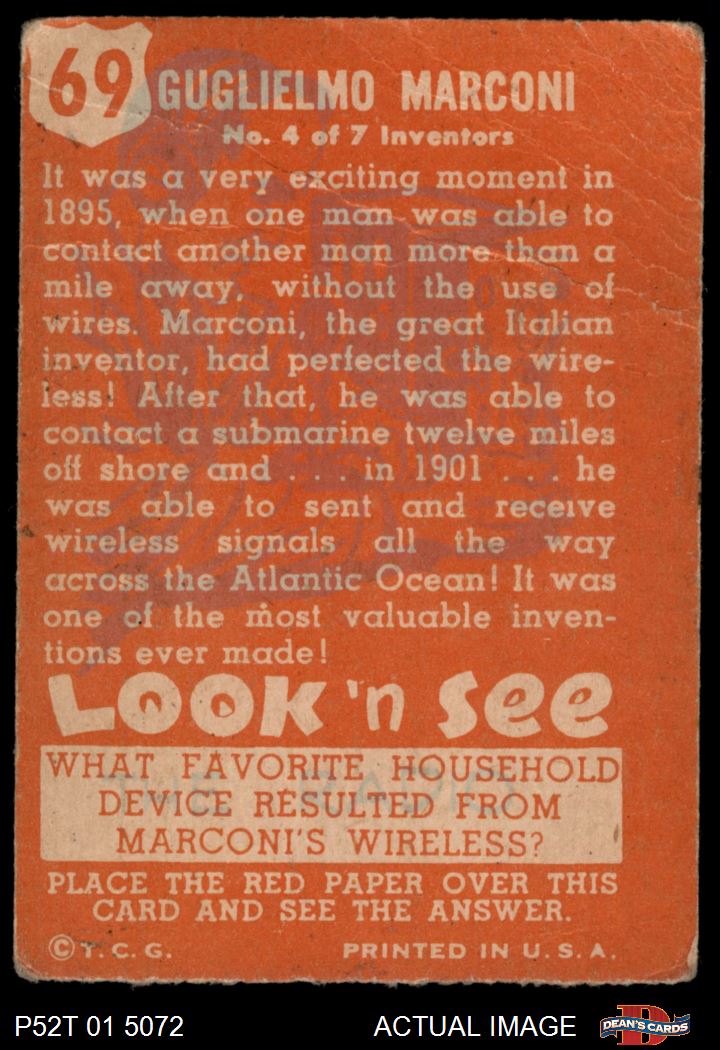 69
GUGLIELMO MARCONI
No. 4 of 7 Inventors
It was a very exciting moment in
1895, when one man was able to
contact another man more than a
mile away, without the use of
wires. Marconi, the great Italian
inventor, had perfected the wire-
less! After that, he was able to
contact a submarine twelve miles
off shore and . . . in 1901 . . . he
was able to sent and receive
wireless signals all the way
across the Atlantic Ocean! It was
one of the most valuable inven-
tions ever made!
LOOK 'n SEE
WHAT FAVORITE HOUSEHOLD
DEVICE RESULTED FROM
MARCONI'S WIRELESS?
THE RADIO
PLACE THE RED PAPER OVER THIS
CARD AND SEE THE ANSWER.
© T. C. G. PRINTED IN U. S. A.
P52T 01 5072 ACTUAL IMAGE DEAN'S CARDS